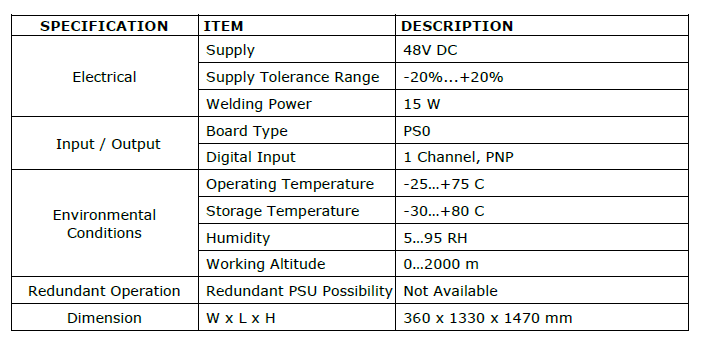 SPECIFICATION ITEM DESCRIPTION
Electrical
Supply 48V DC
Supply Tolerance Range -20%...+20%
Welding Power 15 W
Input / Output
Board Type PS0
Digital Input 1 Channel, PNP
Environmental
Conditions
Operating Temperature -25…+75 C
Storage Temperature -30…+80 C
Humidity 5…95 RH
Working Altitude 0…2000 m
Redundant Operation Redundant PSU Possibility Not Available
Dimension W x L x H 360 x 1330 x 1470 mm